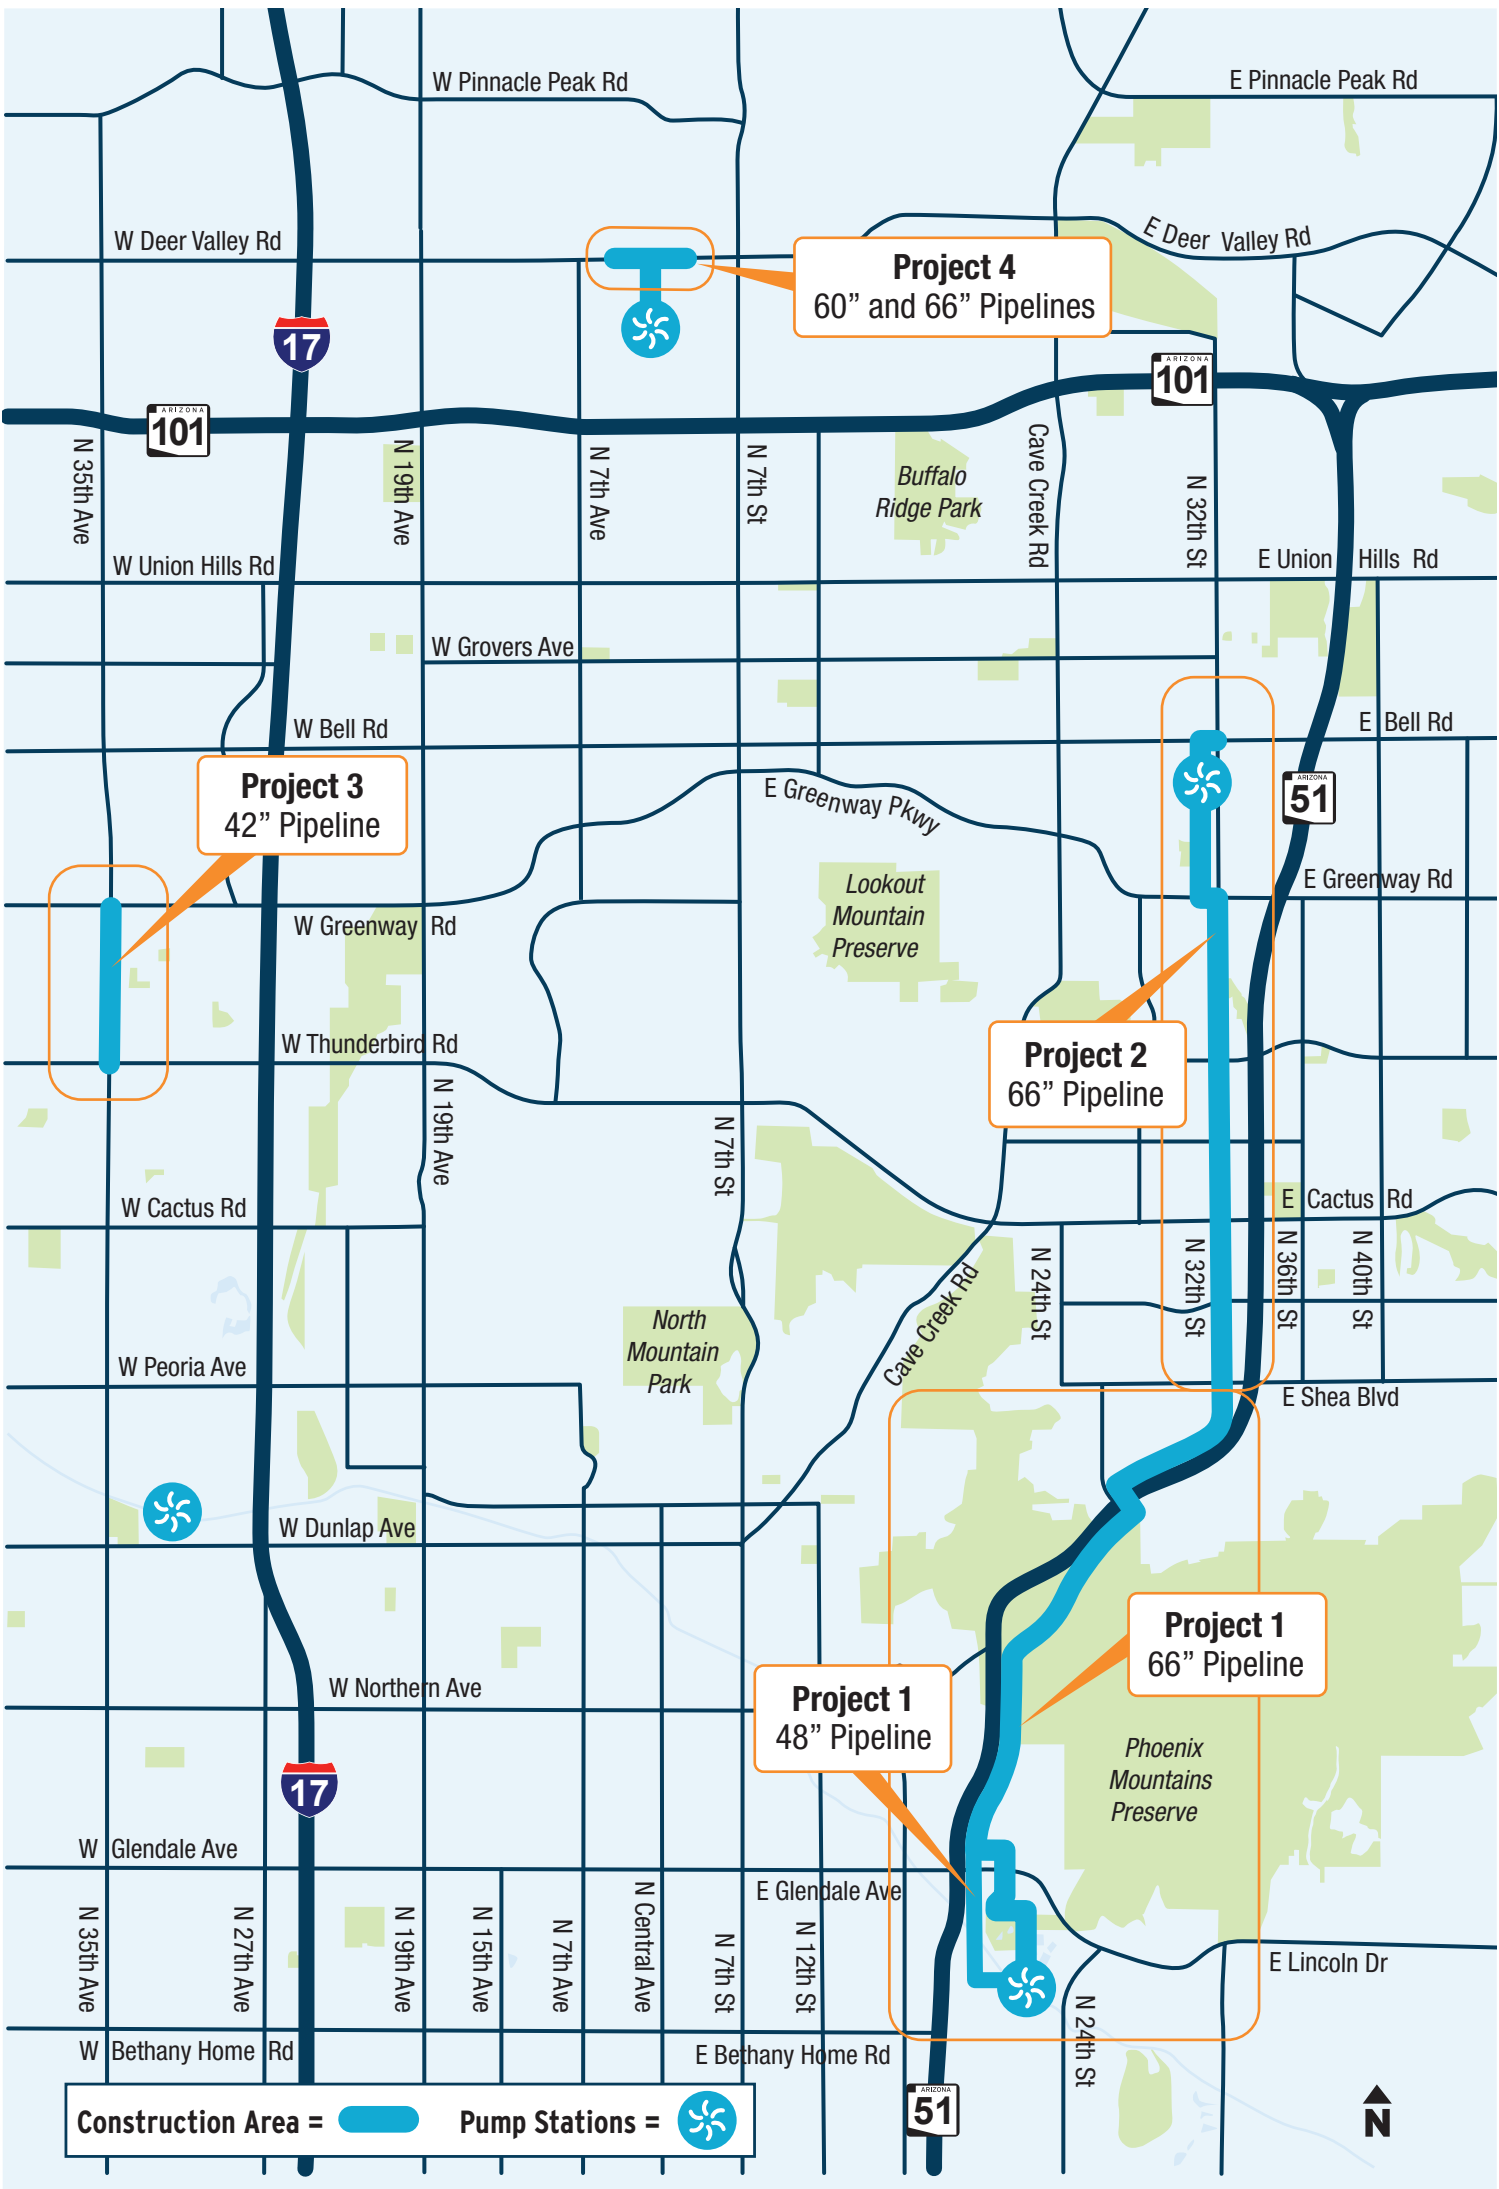 W Pinnacle Peak Rd
E Pinnacle Peak Rd
W Deer Valley Rd
E Deer Valley Rd
Project 4
60” and 66” Pipelines
17
ARIZONA
101
ARIZONA
101
N 35th Ave
N 19th Ave
N 7th Ave
N 7th St
Buffalo
Ridge Park
Cave Creek Rd
N 32th St
W Union Hills Rd
E Union Hills Rd
W Grovers Ave
W Bell Rd
E Bell Rd
Project 3
42” Pipeline
E Greenway Pkwy
ARIZONA
51
Lookout
Mountain
Preserve
E Greenway Rd
W Greenway Rd
W Thunderbird Rd
Project 2
66” Pipeline
N 19th Ave
N 7th St
W Cactus Rd
E Cactus Rd
N 24th St
N 32th St
N 36th St
N 40th St
Cave Creek Rd
North
Mountain
Park
W Peoria Ave
E Shea Blvd
W Dunlap Ave
Project 1
66” Pipeline
W Northern Ave
Project 1
48” Pipeline
Phoenix
Mountains
Preserve
17
W Glendale Ave
E Glendale Ave
N 35th Ave
N 27th Ave
N 19th Ave
N 15th Ave
N 7th Ave
N Central Ave
N 7th St
N 12th St
E Lincoln Dr
N 24th St
W Bethany Home Rd
E Bethany Home Rd
Construction Area =
Pump Stations =
ARIZONA
51
N